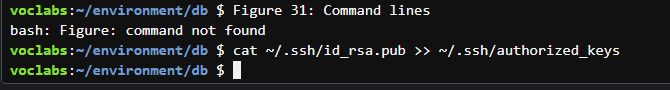 voclabs:~/environment/db $ Figure 31: Command lines
bash: Figure: command not found
voclabs:~/environment/db $ cat ~/.ssh/id_rsa.pub >> ~/.ssh/authorized_keys
voclabs:~/environment/db $